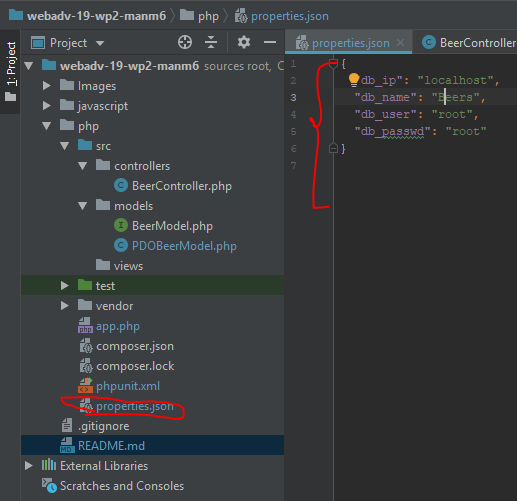 webadv-19-wp2-manm6 php properties.json
1: Project
Project
properties.json
BeerController
webadv-19-wp2-manm6 sources root, C
Images
javascript
php
src
controllers
BeerController.php
models
BeerModel.php
PDOBeerModel.php
views
test
vendor
app.php
composer.json
composer.lock
phpunit.xml
properties.json
.gitignore
README.md
External Libraries
Scratches and Consoles
1 {
2 "db_ip": "localhost",
3 "db_name": "Beers",
4 "db_user": "root",
5 "db_passwd": "root"
6 }
7